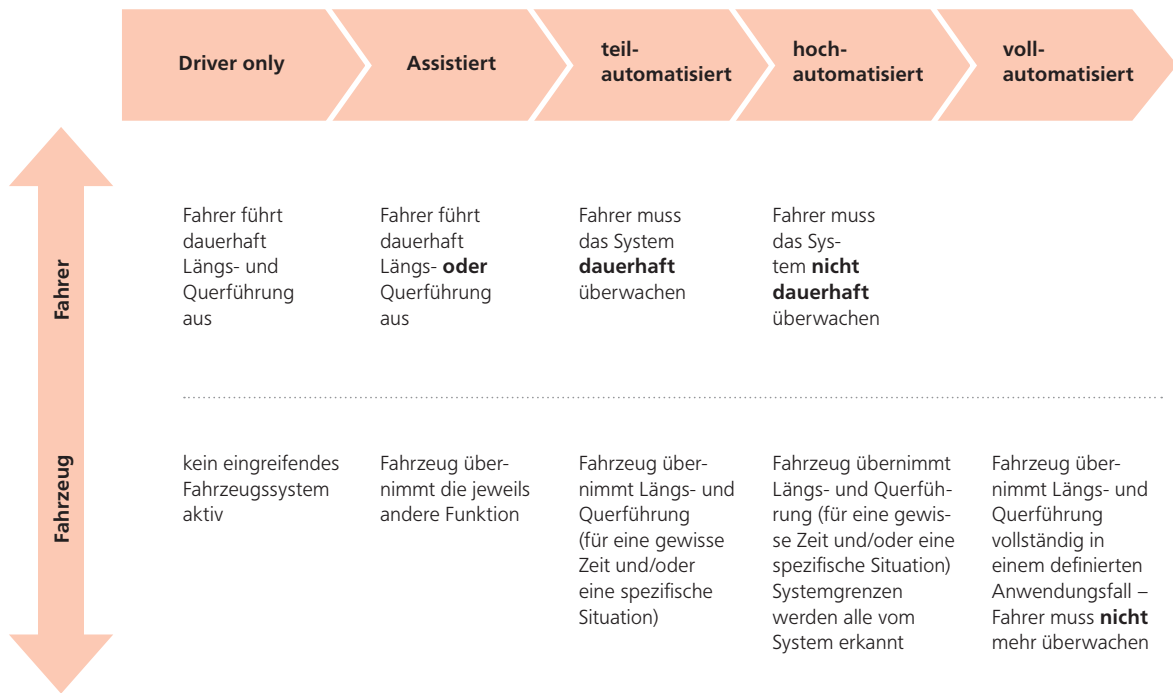 Driver only
Assistiert
teil-
automatisiert
hoch-
automatisiert
voll-
automatisiert
Fahrer
Fahrer führt
dauerhaft
Längs- und
Querführung
aus
Fahrer führt
dauerhaft
Längs- oder
Querführung
aus
Fahrer muss
das System
dauerhaft
überwachen
Fahrer muss
das Sys-
tem nicht
dauerhaft
überwachen
Fahrzeug
kein eingreifendes
Fahrzeugssystem
aktiv
Fahrzeug über-
nimmt die jeweils
andere Funktion
Fahrzeug über-
nimmt Längs- und
Querführung
(für eine gewisse
Zeit und/oder
eine spezifische
Situation)
Fahrzeug übernimmt
Längs- und Querfüh-
rung (für eine gewis-
se Zeit und/oder eine
spezifische Situation)
Systemgrenzen
werden alle vom
System erkannt
Fahrzeug über-
nimmt Längs- und
Querführung
vollständig in
einem definierten
Anwendungsfall –
Fahrer muss nicht
mehr überwachen